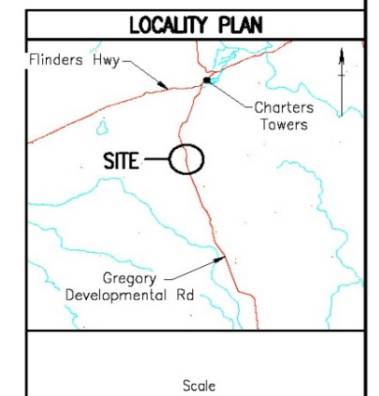 LOCALITY PLAN
Flinders Hwy
Charters
Towers
SITE
Gregory
Developmental Rd
Scale